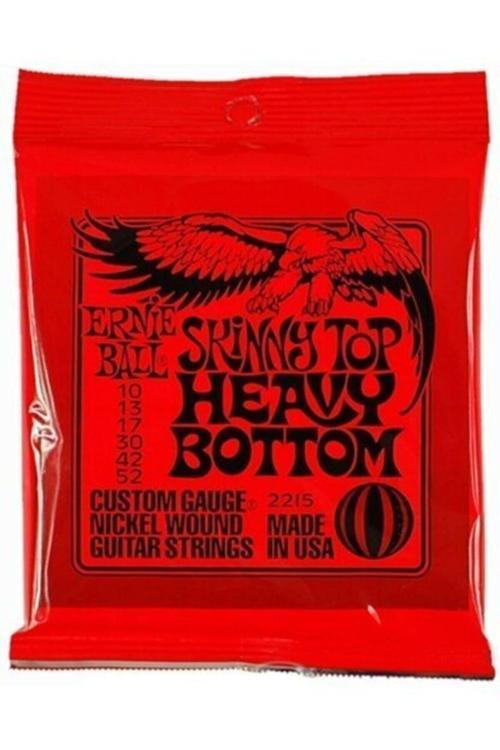 ERNIE
BALL®
SKINNY TOP
HEAVY
BOTTOM
10
13
17
30
42
52
CUSTOM GAUGE® 2215
NICKEL WOUND MADE
GUITAR STRINGS IN USA